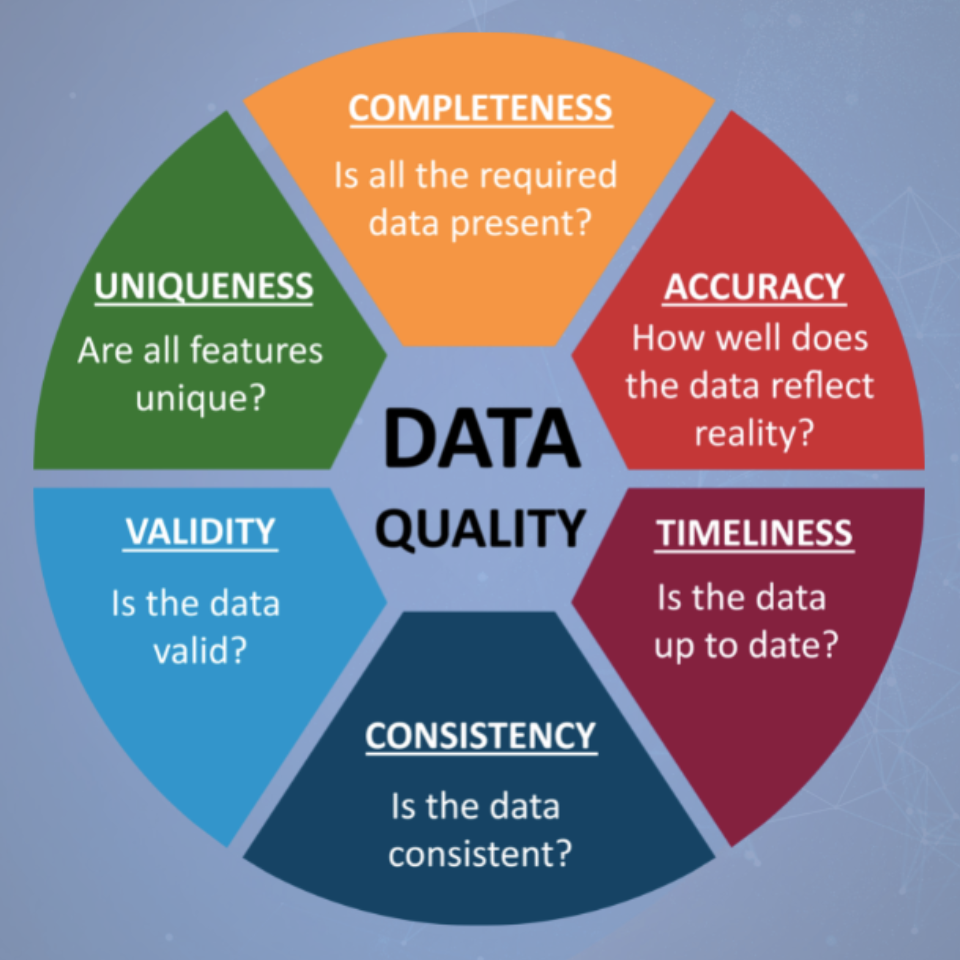 COMPLETENESS
Is all the required
data present?
ACCURACY
How well does
the data reflect
reality?
TIMELINESS
Is the data
up to date?
CONSISTENCY
Is the data
consistent?
VALIDITY
Is the data
valid?
UNIQUENESS
Are all features
unique?
DATA
QUALITY